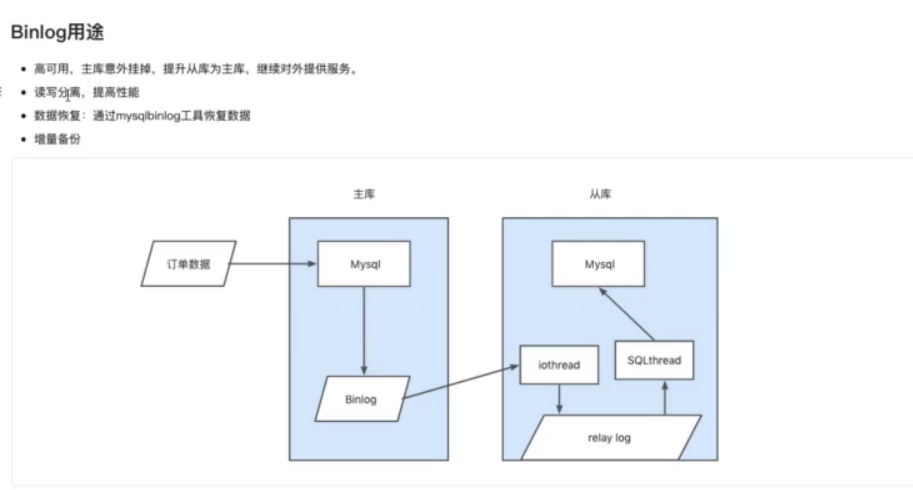 Binlog用途
高可用，主库意外挂掉，提升从库为主库，继续对外提供服务。
读写分离，提高性能
数据恢复：通过mysqlbinlog工具恢复数据
增量备份
主库
从库
订单数据
Mysql
Mysql
iothread
SQLthread
Binlog
relay log